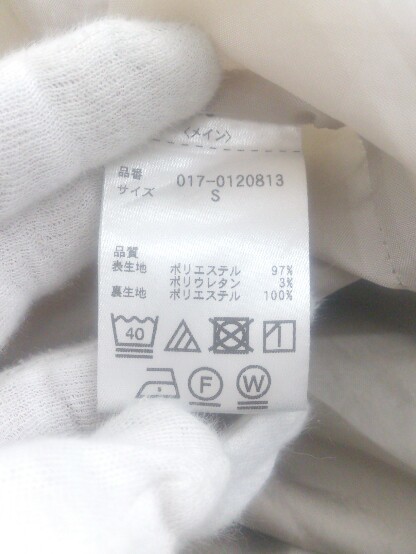 〈メイン〉
品番 017-0120813
サイズ S
品質
表生地 ポリエステル 97%
ポリウレタン 3%
裏生地 ポリエステル 100%
40
F W